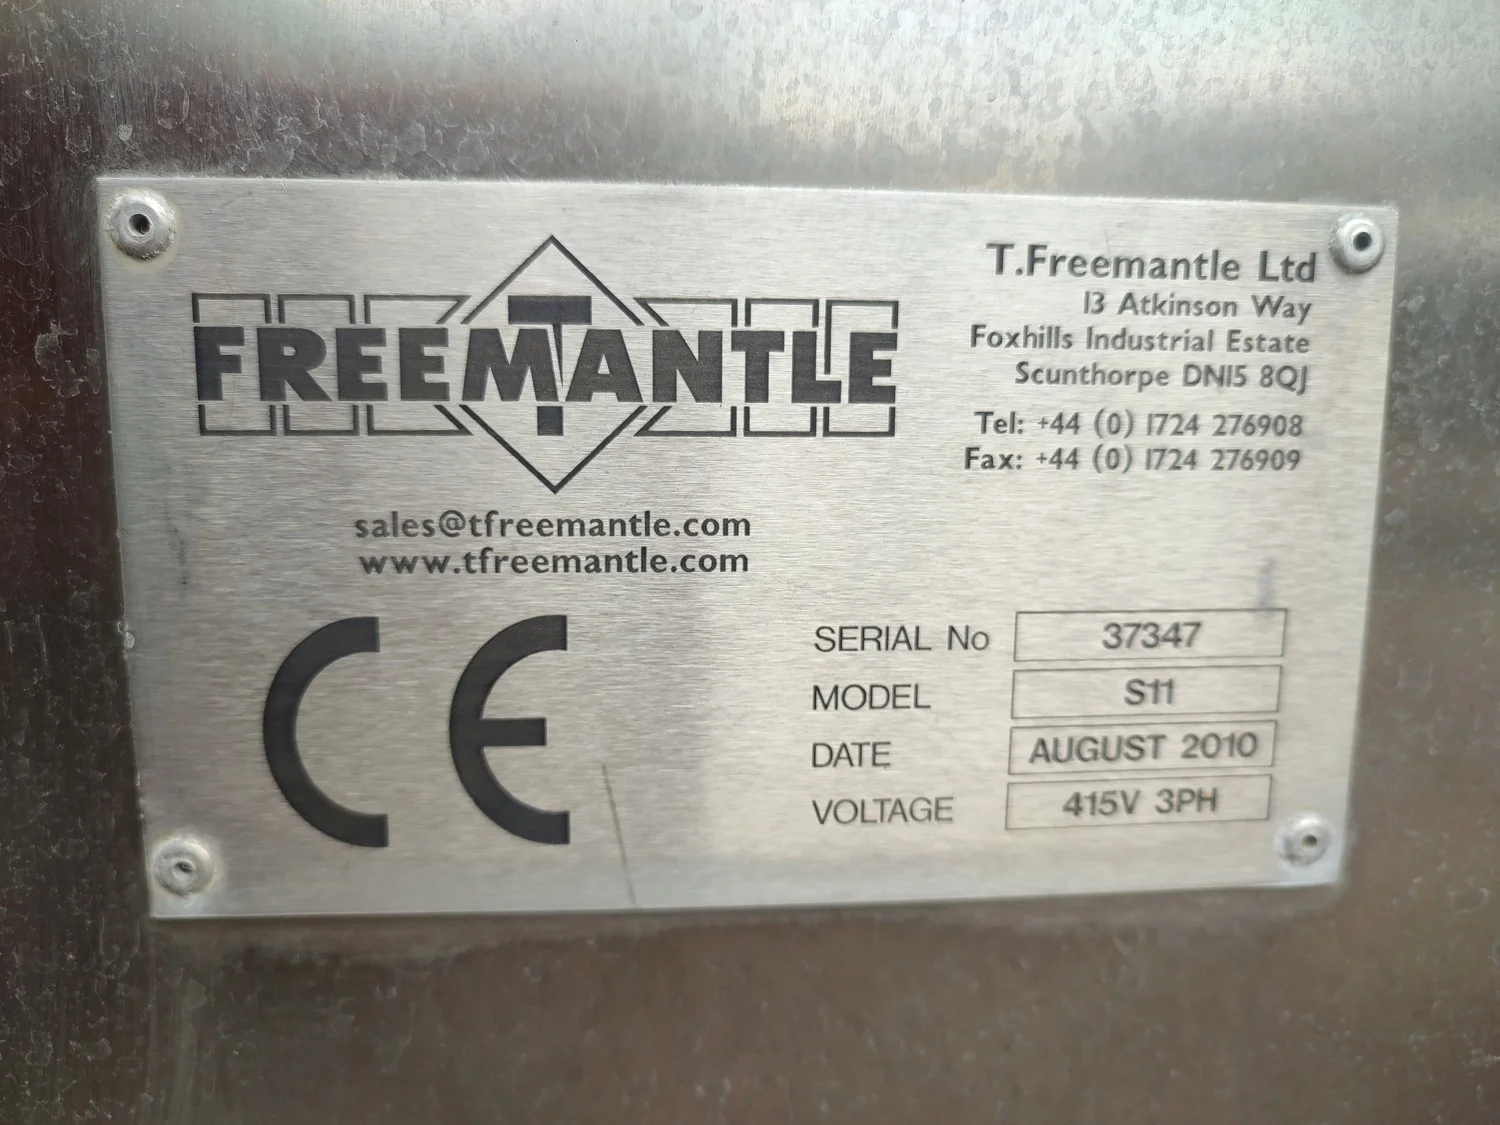 FREEMANTLE
T
sales@tfreemantle.com
www.tfreemantle.com
T.Freemantle Ltd
13 Atkinson Way
Foxhills Industrial Estate
Scunthorpe DN15 8QJ
Tel: +44 (0) 1724 276908
Fax: +44 (0) 1724 276909
CE
SERIAL No 37347
MODEL S11
DATE AUGUST 2010
VOLTAGE 415V 3PH